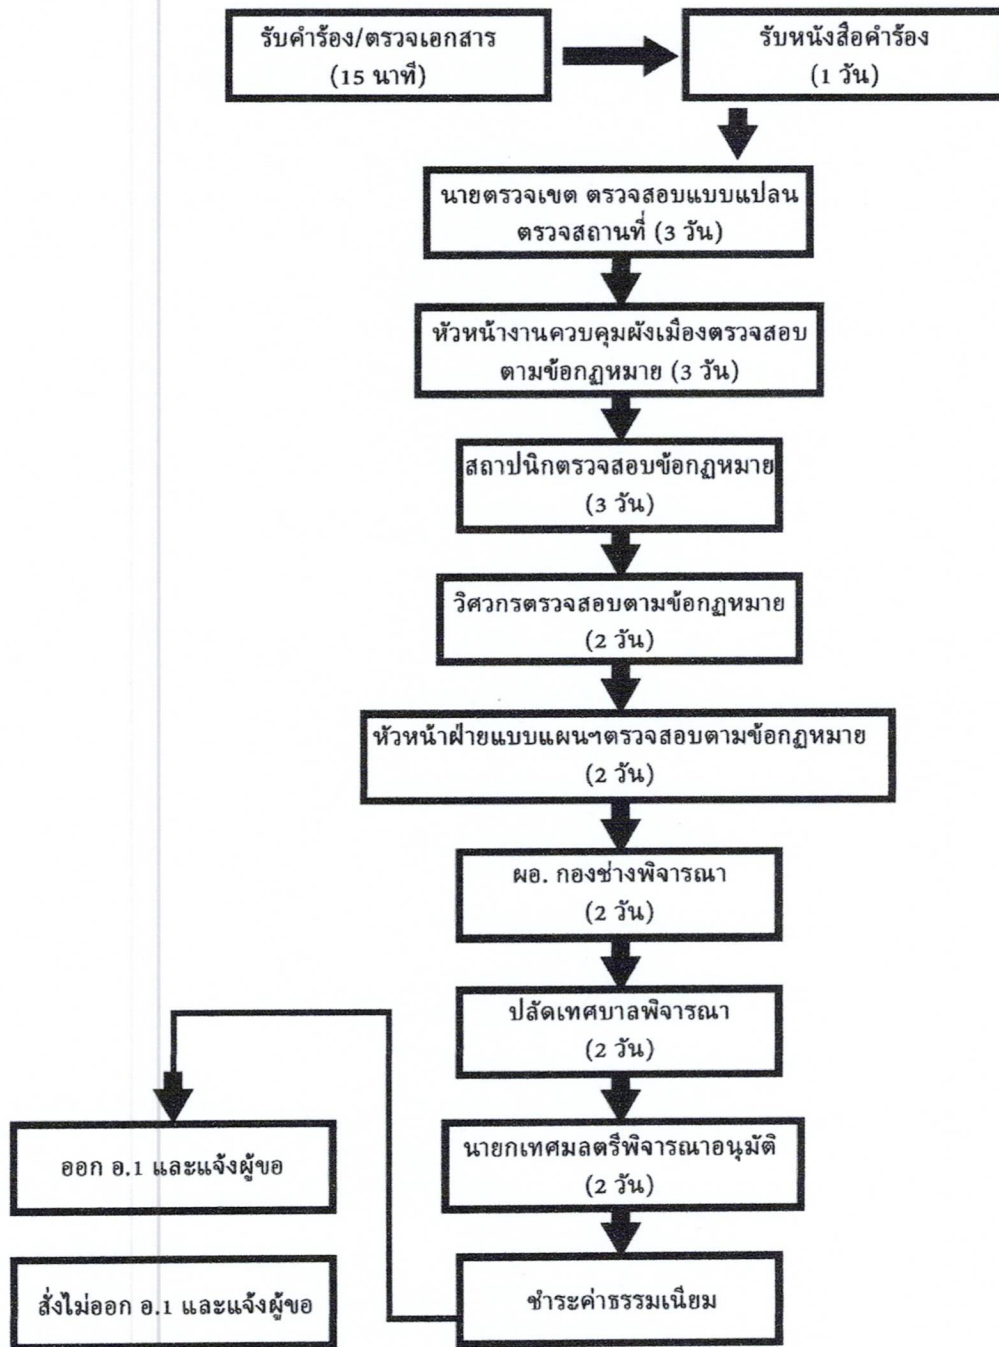 รับคำร้อง/ตรวจเอกสาร
(15 นาที)
รับหนังสือคำร้อง
(1 วัน)
นายตรวจเขต ตรวจสอบแบบแปลน
ตรวจสถานที่ (3 วัน)
หัวหน้างานควบคุมผังเมืองตรวจสอบ
ตามข้อกฎหมาย (3 วัน)
สถาปนิกตรวจสอบข้อกฎหมาย
(3 วัน)
วิศวกรตรวจสอบตามข้อกฎหมาย
(2 วัน)
หัวหน้าฝ่ายแบบแผนฯตรวจสอบตามข้อกฎหมาย
(2 วัน)
ผอ. กองช่างพิจารณา
(2 วัน)
ปลัดเทศบาลพิจารณา
(2 วัน)
นายกเทศมลตรีพิจารณาอนุมัติ
(2 วัน)
ออก อ.1 และแจ้งผู้ขอ
สั่งไม่ออก อ.1 และแจ้งผู้ขอ
ชำระค่าธรรมเนียม